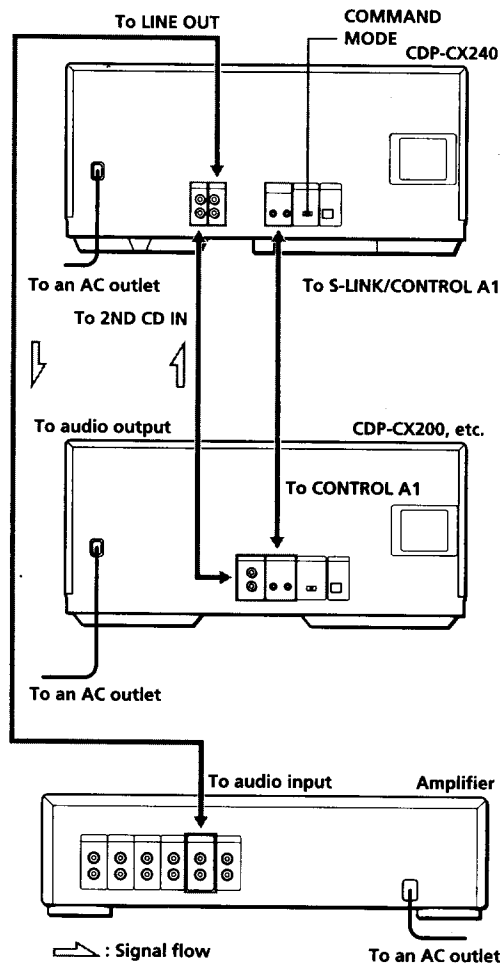 To LINE OUT
COMMAND
MODE
CDP-CX240
To an AC outlet
To S-LINK/CONTROL A1
To 2ND CD IN
To audio output
CDP-CX200, etc.
To CONTROL A1
To an AC outlet
To audio input
Amplifier
: Signal flow
To an AC outlet